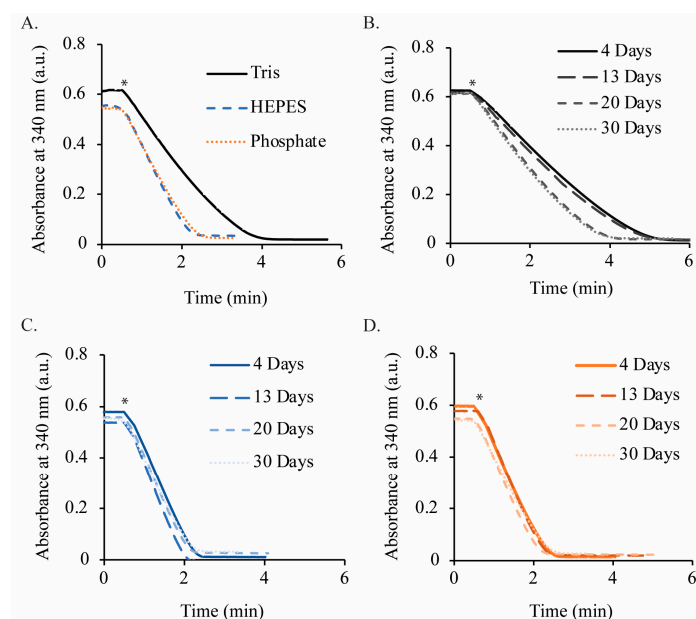 A.
Absorbance at 340 nm (a.u.)
0.8
0.6
0.4
0.2
0
*
Tris
HEPES
Phosphate
0 2 4 6
Time (min)
B.
Absorbance at 340 nm (a.u.)
0.8
0.6
0.4
0.2
0
*
4 Days
13 Days
20 Days
30 Days
0 2 4 6
Time (min)
C.
Absorbance at 340 nm (a.u.)
0.8
0.6
0.4
0.2
0
*
4 Days
13 Days
20 Days
30 Days
0 2 4 6
Time (min)
D.
Absorbance at 340 nm (a.u.)
0.8
0.6
0.4
0.2
0
*
4 Days
13 Days
20 Days
30 Days
0 2 4 6
Time (min)